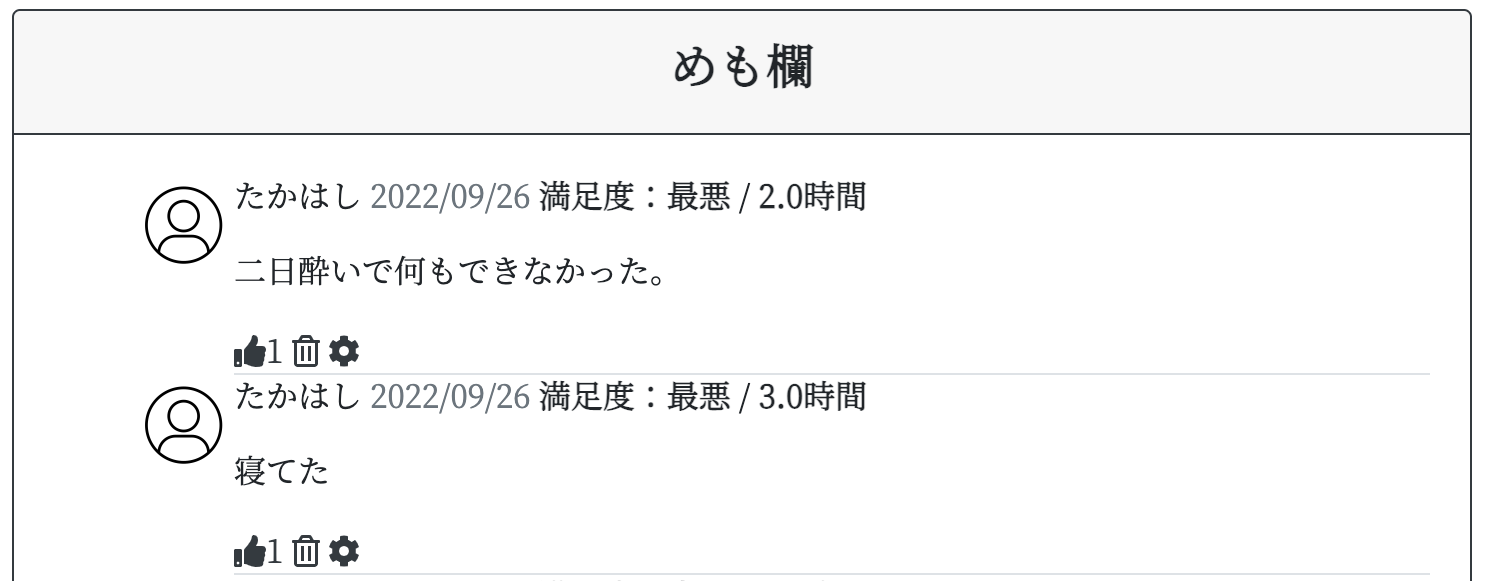 めも欄
たかはし 2022/09/26 満足度：最悪 / 2.0時間
二日酔いで何もできなかった。
1
たかはし 2022/09/26 満足度：最悪 / 3.0時間
寝てた
1